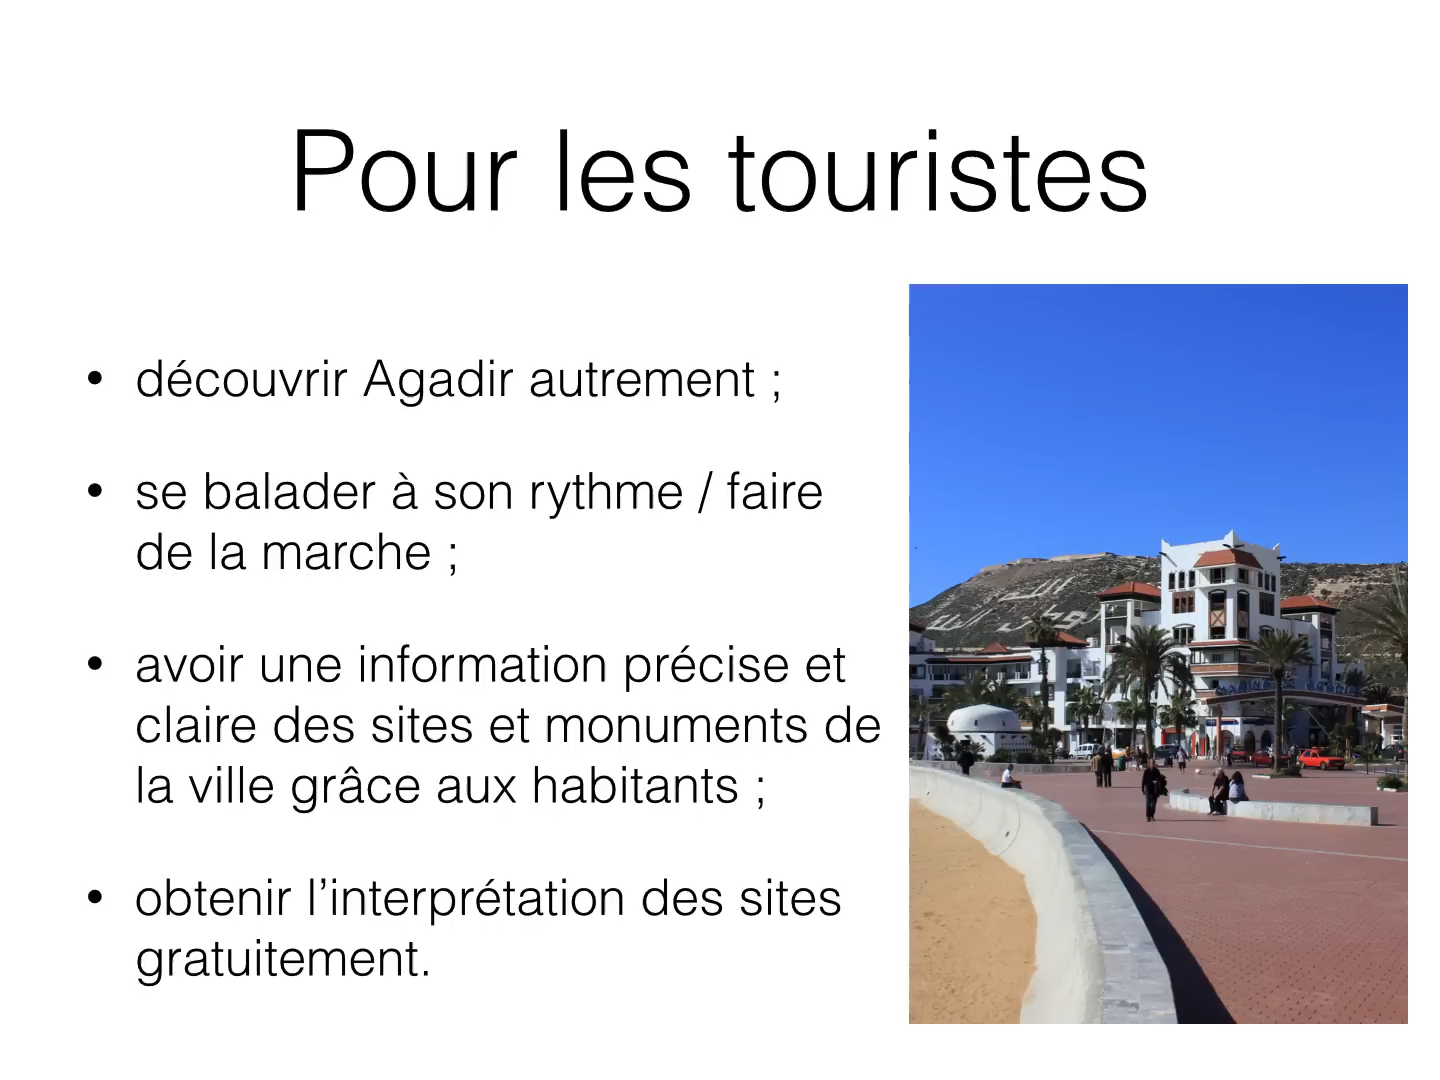 Pour les touristes
• découvrir Agadir autrement ;
• se balader à son rythme / faire
de la marche ;
• avoir une information précise et
claire des sites et monuments de
la ville grâce aux habitants ;
• obtenir l’interprétation des sites
gratuitement.
الله